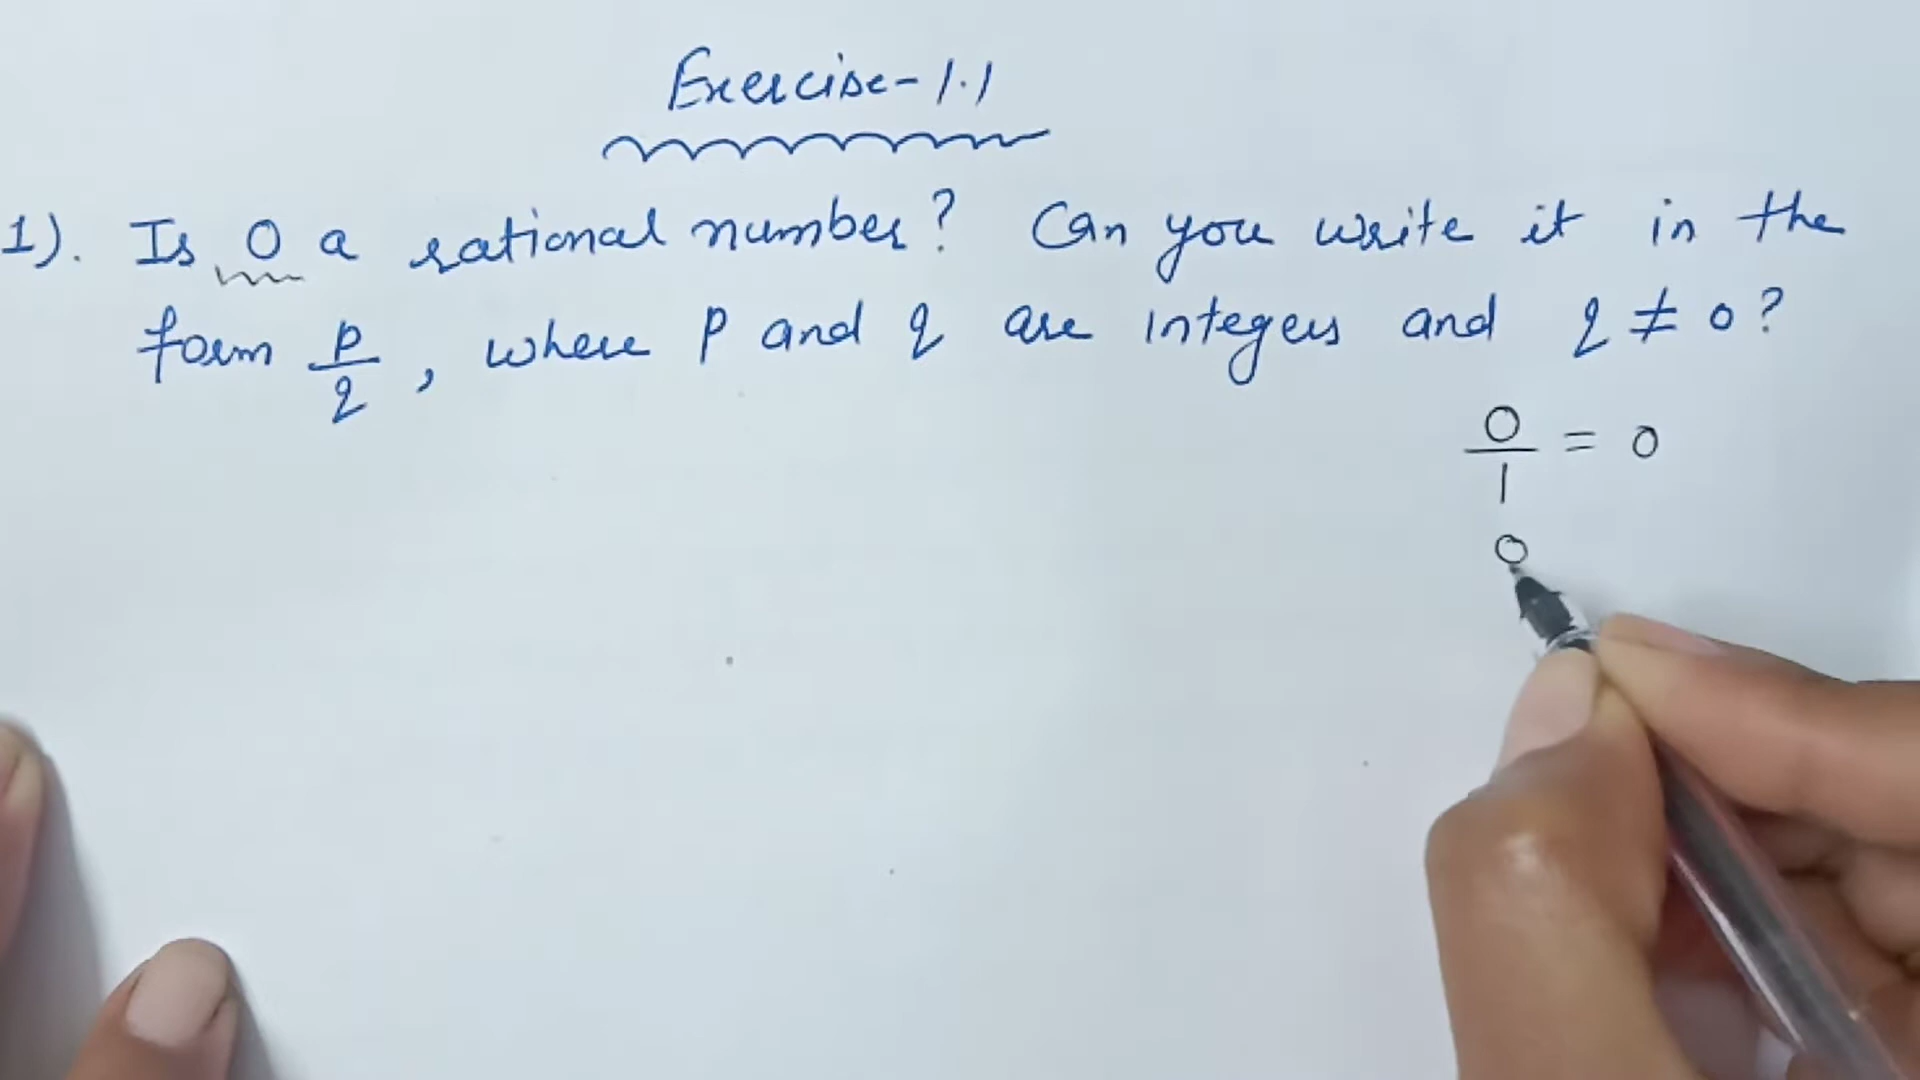 Exercise-1.1
1). Is 0 a rational number? Can you write it in the
form p/q, where p and q are integers and q ≠ 0?
0/1 = 0
0